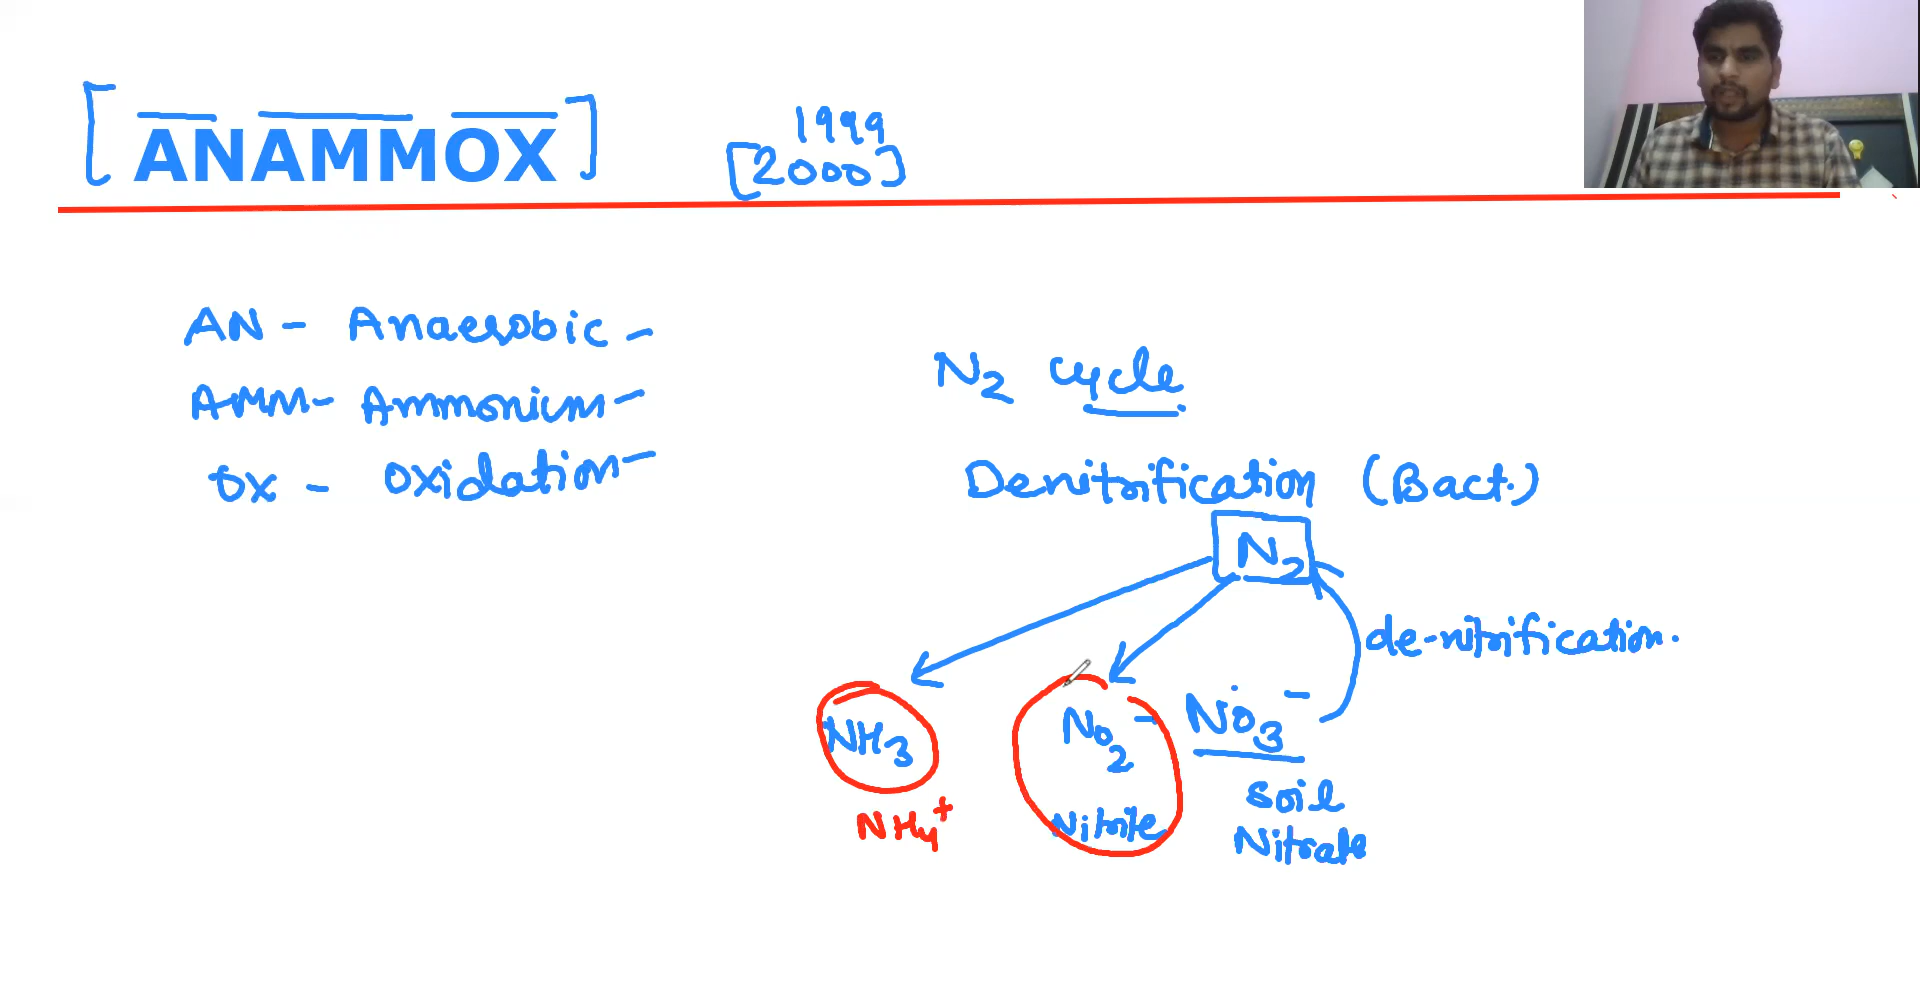 [ANAMMOX]
1999
[2000]
AN - Anaerobic -
AMM - Ammonium -
OX - Oxidation -
N2 cycle
Denitrification (Bact.)
N2
de-nitrification.
NH3
NO2 -
NO3 -
NH4+
Nitrite
Soil
Nitrate